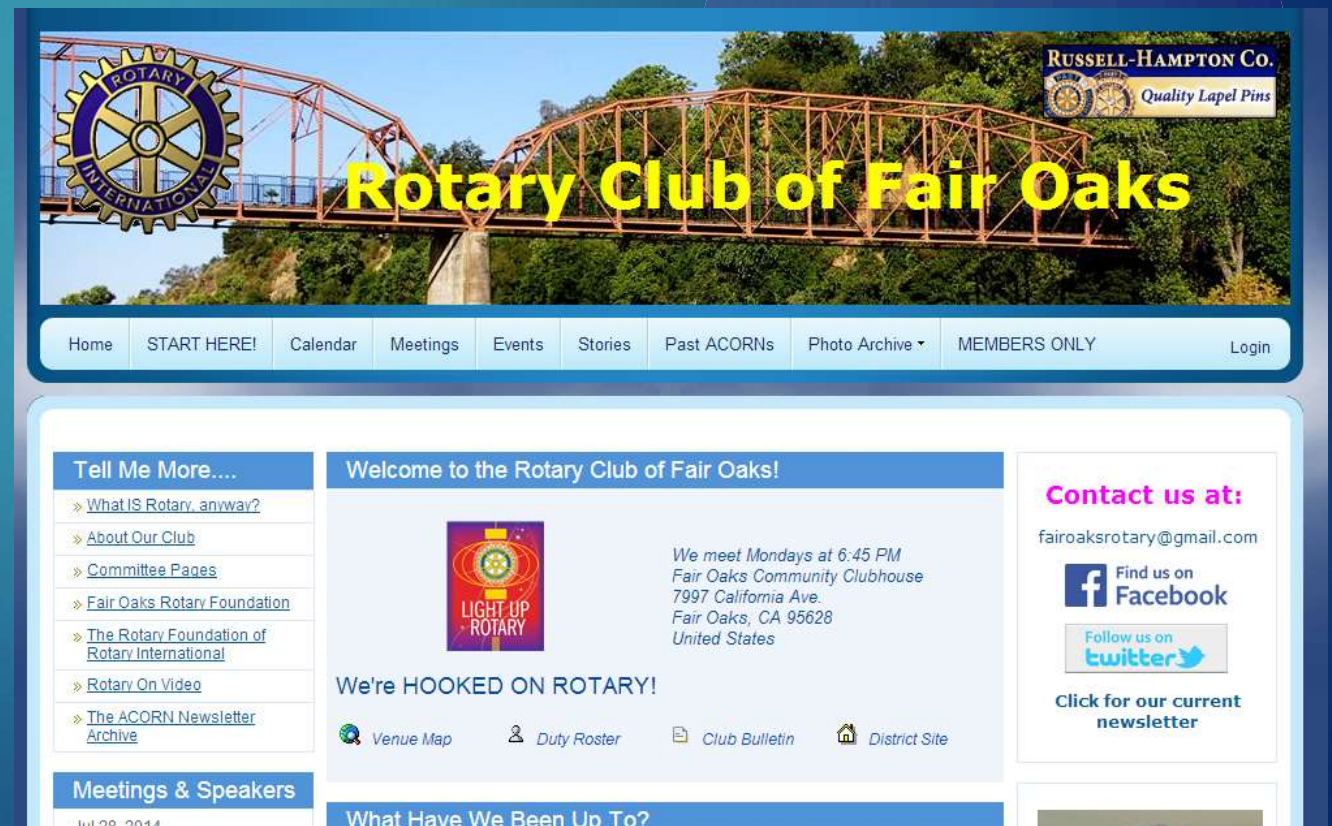 ROTARY
INTERNATIONAL
RUSSELL-HAMPTON CO.
Quality Lapel Pins
Rotary Club of Fair Oaks
Home
START HERE!
Calendar
Meetings
Events
Stories
Past ACORNs
Photo Archive
MEMBERS ONLY
Login
Tell Me More....
» What IS Rotary, anyway?
» About Our Club
» Committee Pages
» Fair Oaks Rotary Foundation
» The Rotary Foundation of
Rotary International
» Rotary On Video
» The ACORN Newsletter
Archive
Meetings & Speakers
Jul 28, 2014
Welcome to the Rotary Club of Fair Oaks!
LIGHT UP
ROTARY
We meet Mondays at 6:45 PM
Fair Oaks Community Clubhouse
7997 California Ave.
Fair Oaks, CA 95628
United States
We're HOOKED ON ROTARY!
Venue Map
Duty Roster
Club Bulletin
District Site
What Have We Been Up To?
Contact us at:
fairoaksrotary@gmail.com
Find us on
Facebook
Follow us on
twitter
Click for our current
newsletter